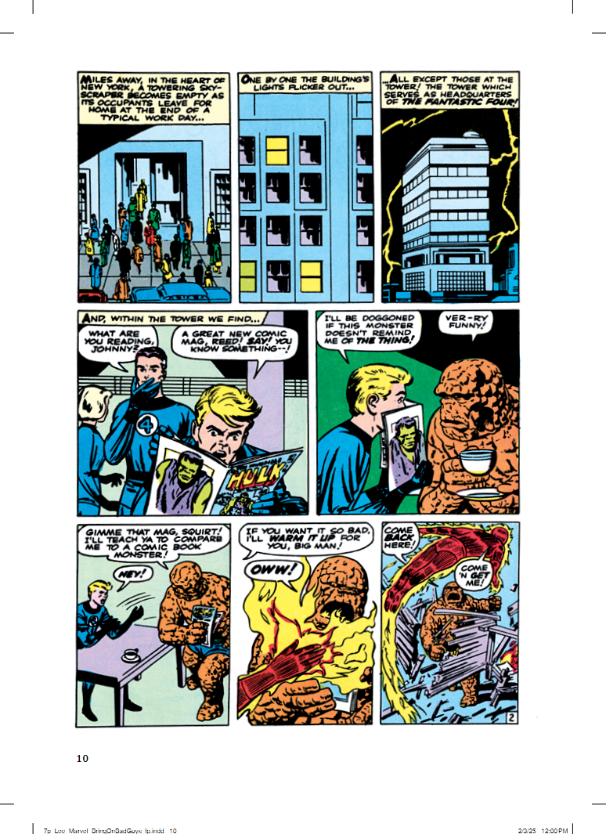 MILES AWAY, IN THE HEART OF
NEW YORK, A TOWERING SKY-
SCRAPER BECOMES EMPTY AS
ITS OCCUPANTS LEAVE FOR
HOME AT THE END OF A
TYPICAL WORK DAY...
ONE BY ONE THE BUILDING'S
LIGHTS FLICKER OUT...
...ALL EXCEPT THOSE AT THE
TOWER! THE TOWER WHICH
SERVES AS HEADQUARTERS
OF THE FANTASTIC FOUR!
AND, WITHIN THE TOWER WE FIND...
WHAT ARE
YOU READING,
JOHNNY?
A GREAT NEW COMIC
MAG, REED! SAY! YOU
KNOW SOMETHING--!
4
HULK
I'LL BE DOGGONED
IF THIS MONSTER
DOESN'T REMIND
ME OF THE THING!
VER-RY
FUNNY!
GIMME THAT MAG, SQUIRT!
I'LL TEACH YA TO COMPARE
ME TO A COMIC BOOK
MONSTER!
HEY!
IF YOU WANT IT SO BAD,
I'LL WARM IT UP FOR
YOU, BIG MAN!
OWW!
COME
BACK
HERE!
COME
'N GET
ME!
2
10
7p_Lee_Marvel_BringOnBadGuys_lp.indd 10
2/3/25 12:00 PM